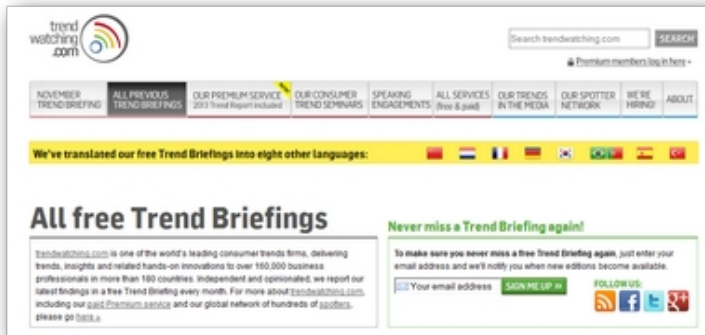 trend
watching
.com
Search trendwatching.com
SEARCH
Premium members log in here »
NOVEMBER
TREND BRIEFING
ALL PREVIOUS
TREND BRIEFINGS
OUR PREMIUM SERVICE
2013 Trend Report included
OUR CONSUMER
TREND SEMINARS
SPEAKING
ENGAGEMENTS
ALL SERVICES
(free & paid)
OUR TRENDS
IN THE MEDIA
OUR SPOTTER
NETWORK
WE'RE
HIRING!
ABOUT
We've translated our free Trend Briefings into eight other languages:
All free Trend Briefings
trendwatching.com is one of the world's leading consumer trends firms, delivering
trends, insights and related hands-on innovations to over 160,000 business
professionals in more than 180 countries. Independent and opinionated, we report our
latest findings in a free Trend Briefing every month. For more about trendwatching.com,
including our paid Premium service and our global network of hundreds of spotters,
please go here »
Never miss a Trend Briefing again!
To make sure you never miss a free Trend Briefing again, just enter your
email address and we'll notify you when new editions become available.
Your email address
SIGN ME UP »
FOLLOW US: